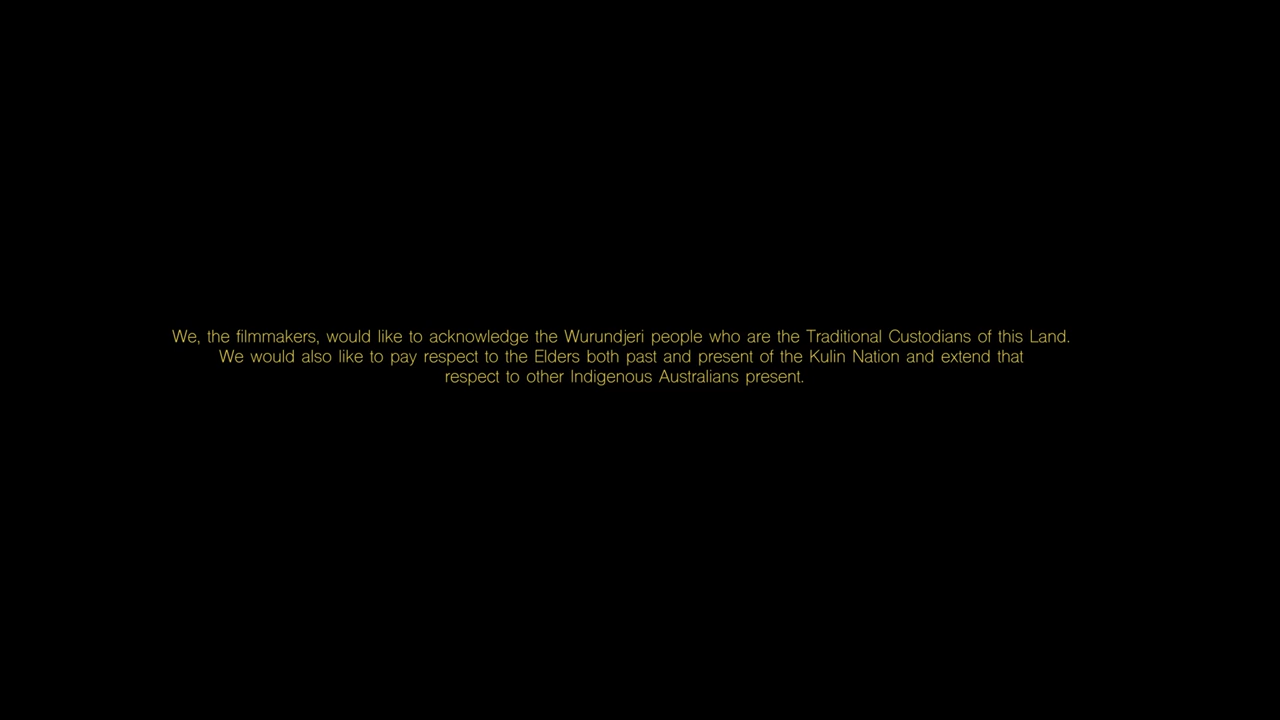 We, the filmmakers, would like to acknowledge the Wurundjeri people who are the Traditional Custodians of this Land.
We would also like to pay respect to the Elders both past and present of the Kulin Nation and extend that
respect to other Indigenous Australians present.